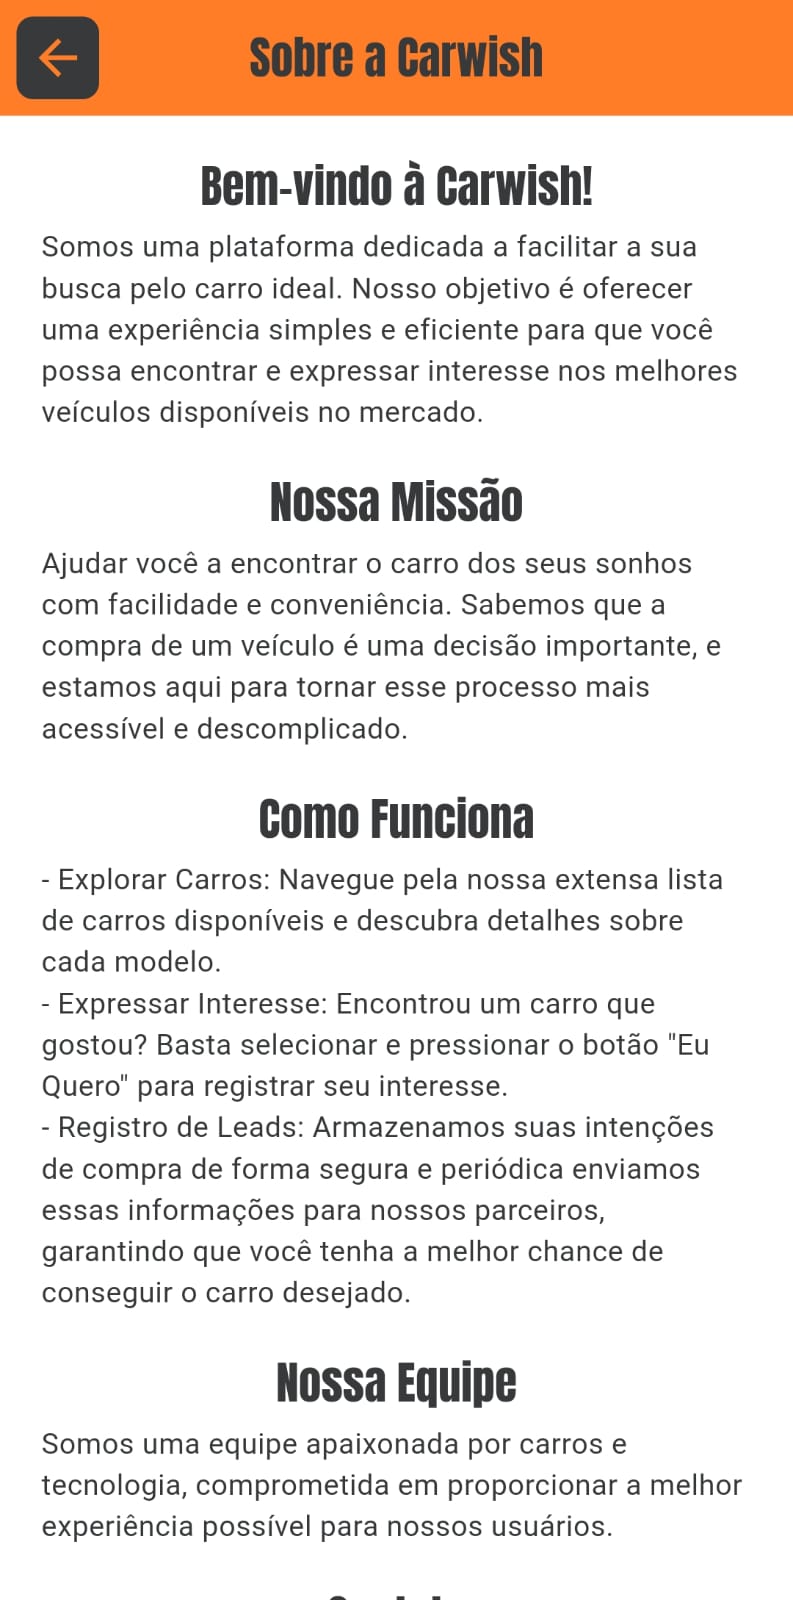 Sobre a Carwish
Bem-vindo à Carwish!
Somos uma plataforma dedicada a facilitar a sua
busca pelo carro ideal. Nosso objetivo é oferecer
uma experiência simples e eficiente para que você
possa encontrar e expressar interesse nos melhores
veículos disponíveis no mercado.
Nossa Missão
Ajudar você a encontrar o carro dos seus sonhos
com facilidade e conveniência. Sabemos que a
compra de um veículo é uma decisão importante, e
estamos aqui para tornar esse processo mais
acessível e descomplicado.
Como Funciona
- Explorar Carros: Navegue pela nossa extensa lista
de carros disponíveis e descubra detalhes sobre
cada modelo.
- Expressar Interesse: Encontrou um carro que
gostou? Basta selecionar e pressionar o botão "Eu
Quero" para registrar seu interesse.
- Registro de Leads: Armazenamos suas intenções
de compra de forma segura e periódica enviamos
essas informações para nossos parceiros,
garantindo que você tenha a melhor chance de
conseguir o carro desejado.
Nossa Equipe
Somos uma equipe apaixonada por carros e
tecnologia, comprometida em proporcionar a melhor
experiência possível para nossos usuários.